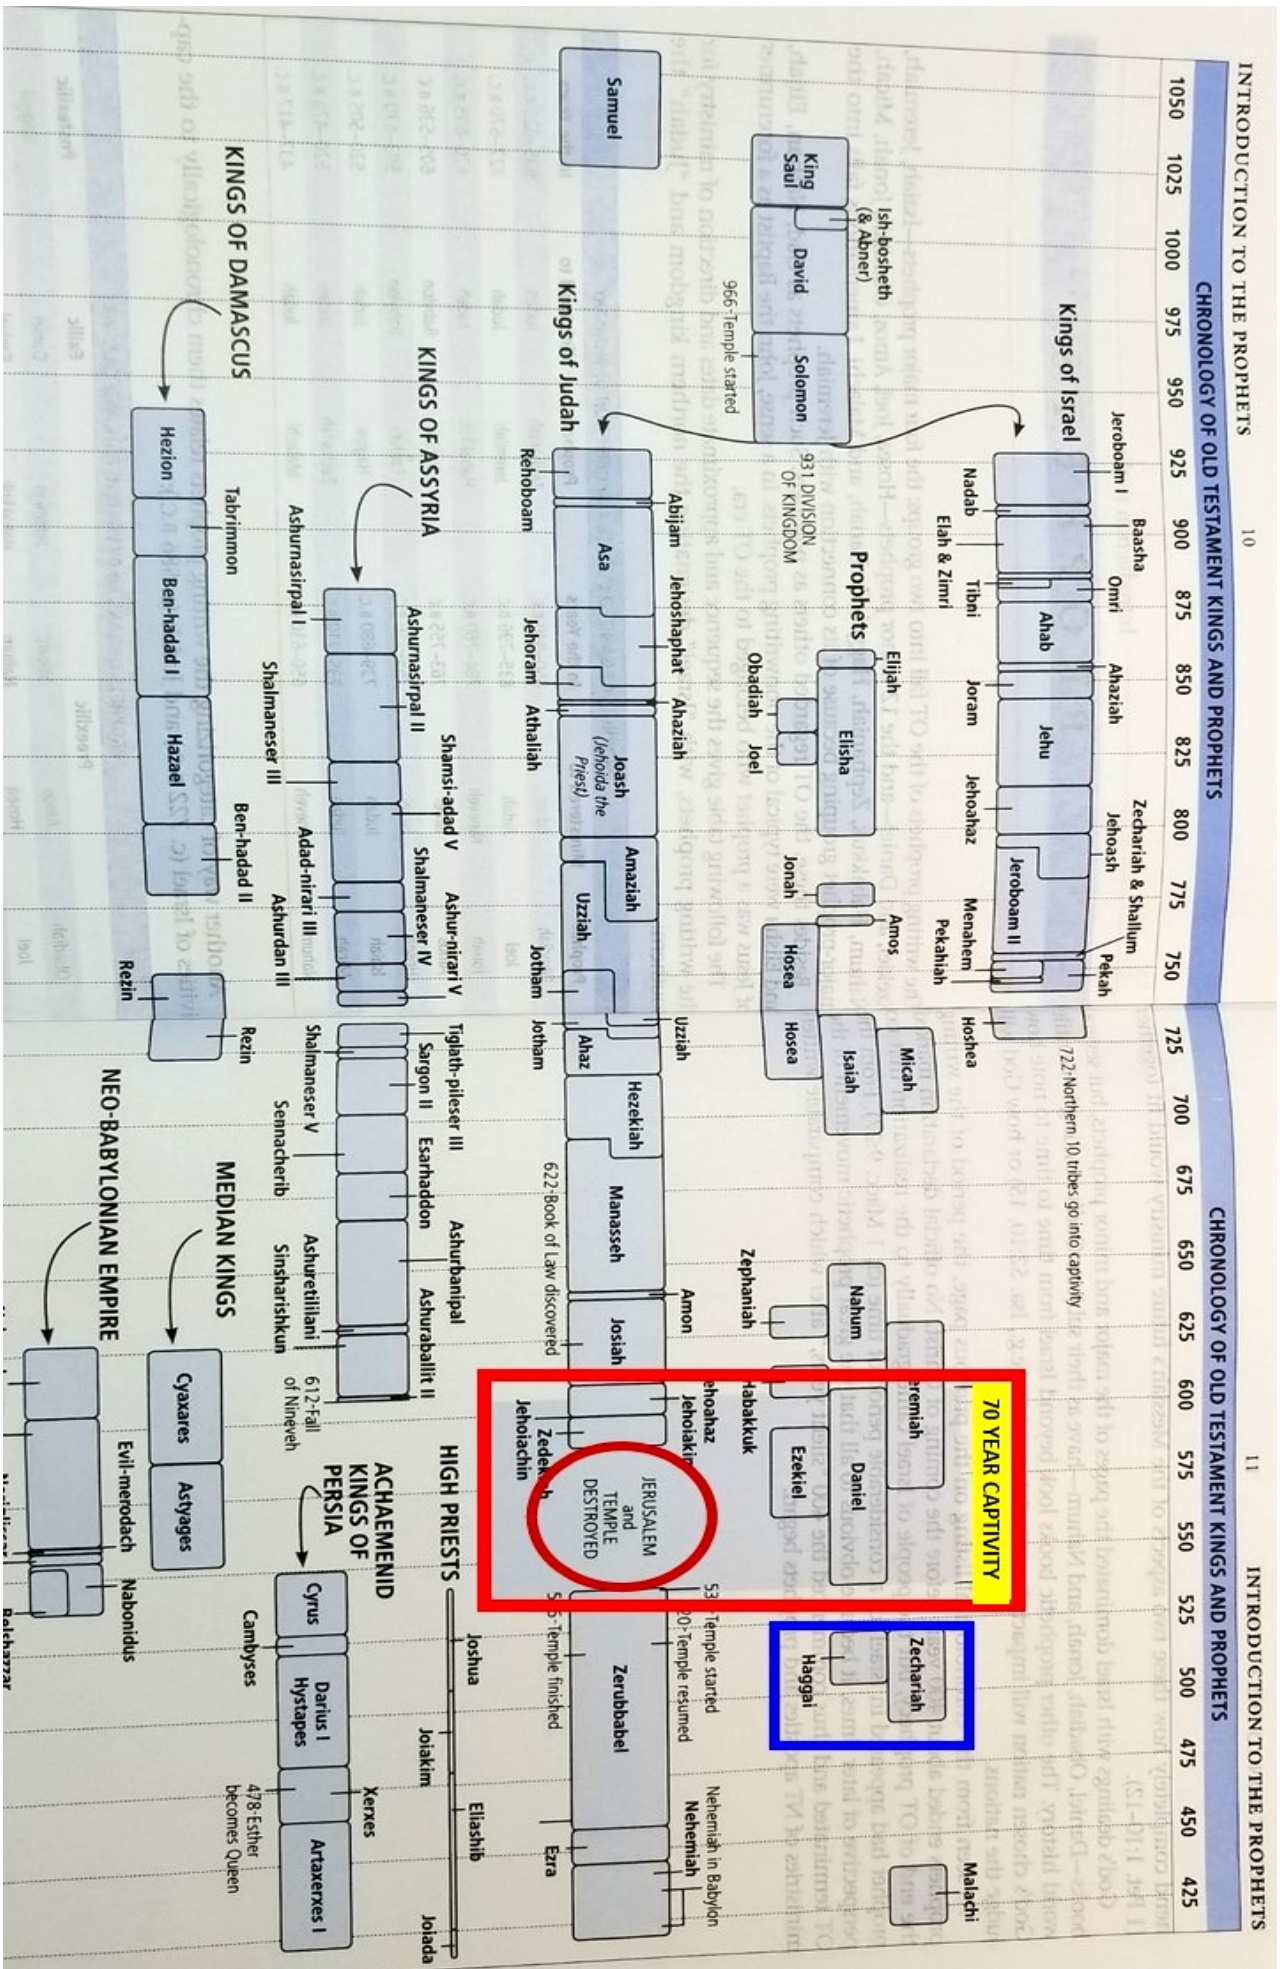 INTRODUCTION TO THE PROPHETS
10
CHRONOLOGY OF OLD TESTAMENT KINGS AND PROPHETS
1050 1025 1000 975 950 925 900 875 850 825 800 775 750
11
INTRODUCTION TO THE PROPHETS
CHRONOLOGY OF OLD TESTAMENT KINGS AND PROPHETS
725 700 675 650 625 600 575 550 525 500 475 450 425
Kings of Israel
Jeroboam I
Baasha
Omri
Ahaziah
Zechariah & Shallum
Jehoash
Pekah
Ahab
Jehu
Jeroboam II
Nadab
Elah & Zimri
Tibni
Joram
Jehoahaz
Menahem
Pekahiah
Hoshea
722-Northern 10 tribes go into captivity
Samuel
King
Saul
Ish-bosheth
(& Abner)
David
Solomon
966-Temple started
931 DIVISION
OF KINGDOM
Prophets
Elijah
Elisha
Obadiah
Joel
Jonah
Amos
Hosea
Hosea
Isaiah
Micah
Nahum
Zephaniah
Habakkuk
eremiah
Daniel
Ezekiel
70 YEAR CAPTIVITY
Zechariah
Haggai
Malachi
Kings of Judah
Rehoboam
Abijam
Asa
Jehoshaphat
Jehoram
Ahaziah
Athaliah
Joash
(Jehoida the
Priest)
Amaziah
Uzziah
Jotham
Uzziah
Jotham
Ahaz
Hezekiah
Manasseh
Amon
Josiah
622-Book of Law discovered
ehoahaz
Jehoiakin
Jehoiachin
JERUSALEM
and
TEMPLE
DESTROYED
Temple started
20-Temple resumed
Temple finished
Zerubbabel
Nehemiah in Babylon
Nehemiah
Ezra
HIGH PRIESTS
Joshua
Joiakim
Eliashib
Joiada
KINGS OF ASSYRIA
Ashurnasirpal I
Ashurnasirpal II
Shalmaneser III
Shamsi-adad V
Adad-nirari III
Shalmaneser IV
Ashurdan III
Ashur-nirari V
Tiglath-pileser III
Shalmaneser V
Sargon II
Sennacherib
Esarhaddon
Ashurbanipal
Ashuretililani
Sinsharishkun
Ashuraballit II
612-Fall
of Nineveh
ACHAEMENID
KINGS OF
PERSIA
Cyrus
Cambyses
Darius I
Hystapes
Xerxes
478-Esther
becomes Queen
Artaxerxes I
KINGS OF DAMASCUS
Hezion
Tabrimmon
Ben-hadad I
Hazael
Ben-hadad II
Rezin
Rezin
MEDIAN KINGS
Cyaxares
Astyages
NEO-BABYLONIAN EMPIRE
Evil-merodach
Nabonidus